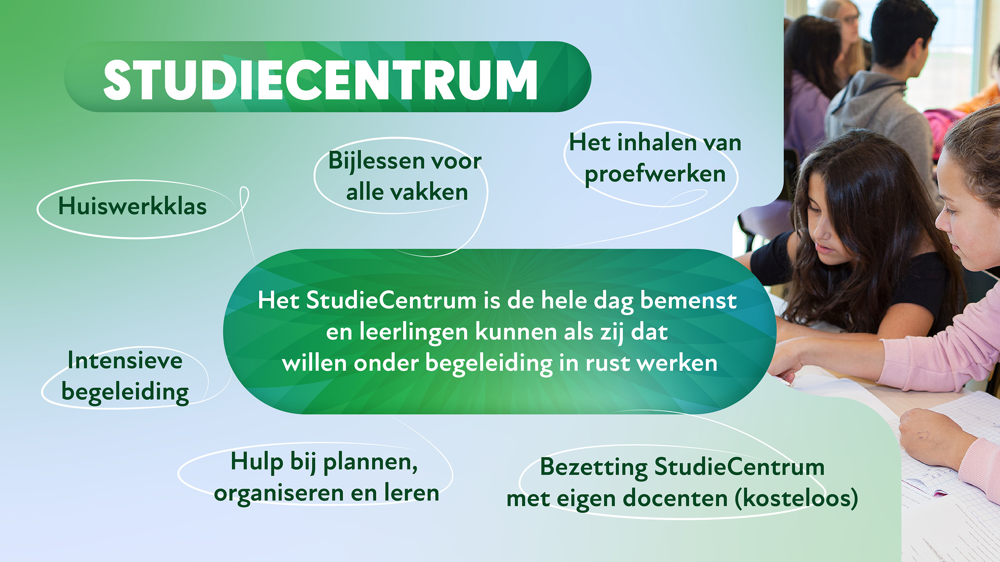 STUDIECENTRUM
Het inhalen van
proefwerken
Bijlessen voor
alle vakken
Huiswerkklas
Het StudieCentrum is de hele dag bemenst
en leerlingen kunnen als zij dat
willen onder begeleiding in rust werken
Intensieve
begeleiding
Hulp bij plannen,
organiseren en leren
Bezetting StudieCentrum
met eigen docenten (kosteloos)